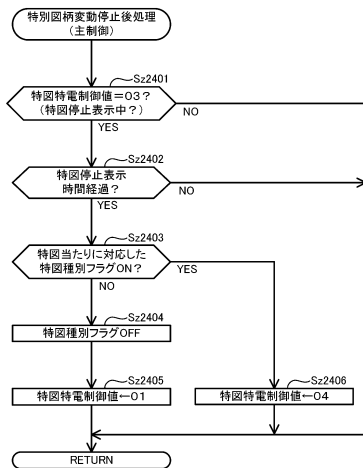 特別図柄変動停止後処理
(主制御)
Sz2401
特図特電制御値=03?
(特図停止表示中?)
NO
YES
Sz2402
特図停止表示
時間経過?
NO
YES
Sz2403
特図当たりに対応した
特図種別フラグON?
YES
NO
Sz2404
特図種別フラグOFF
Sz2405
特図特電制御値←01
Sz2406
特図特電制御値←04
RETURN